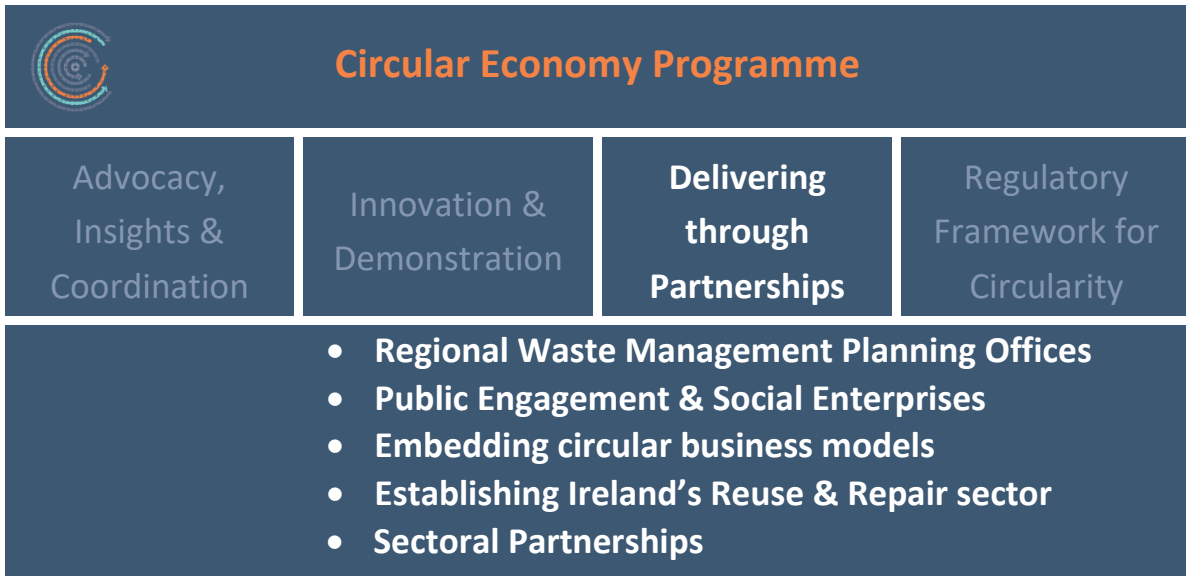 Circular Economy Programme
Advocacy,
Insights &
Coordination
Innovation &
Demonstration
Delivering
through
Partnerships
Regulatory
Framework for
Circularity
• Regional Waste Management Planning Offices
• Public Engagement & Social Enterprises
• Embedding circular business models
• Establishing Ireland’s Reuse & Repair sector
• Sectoral Partnerships